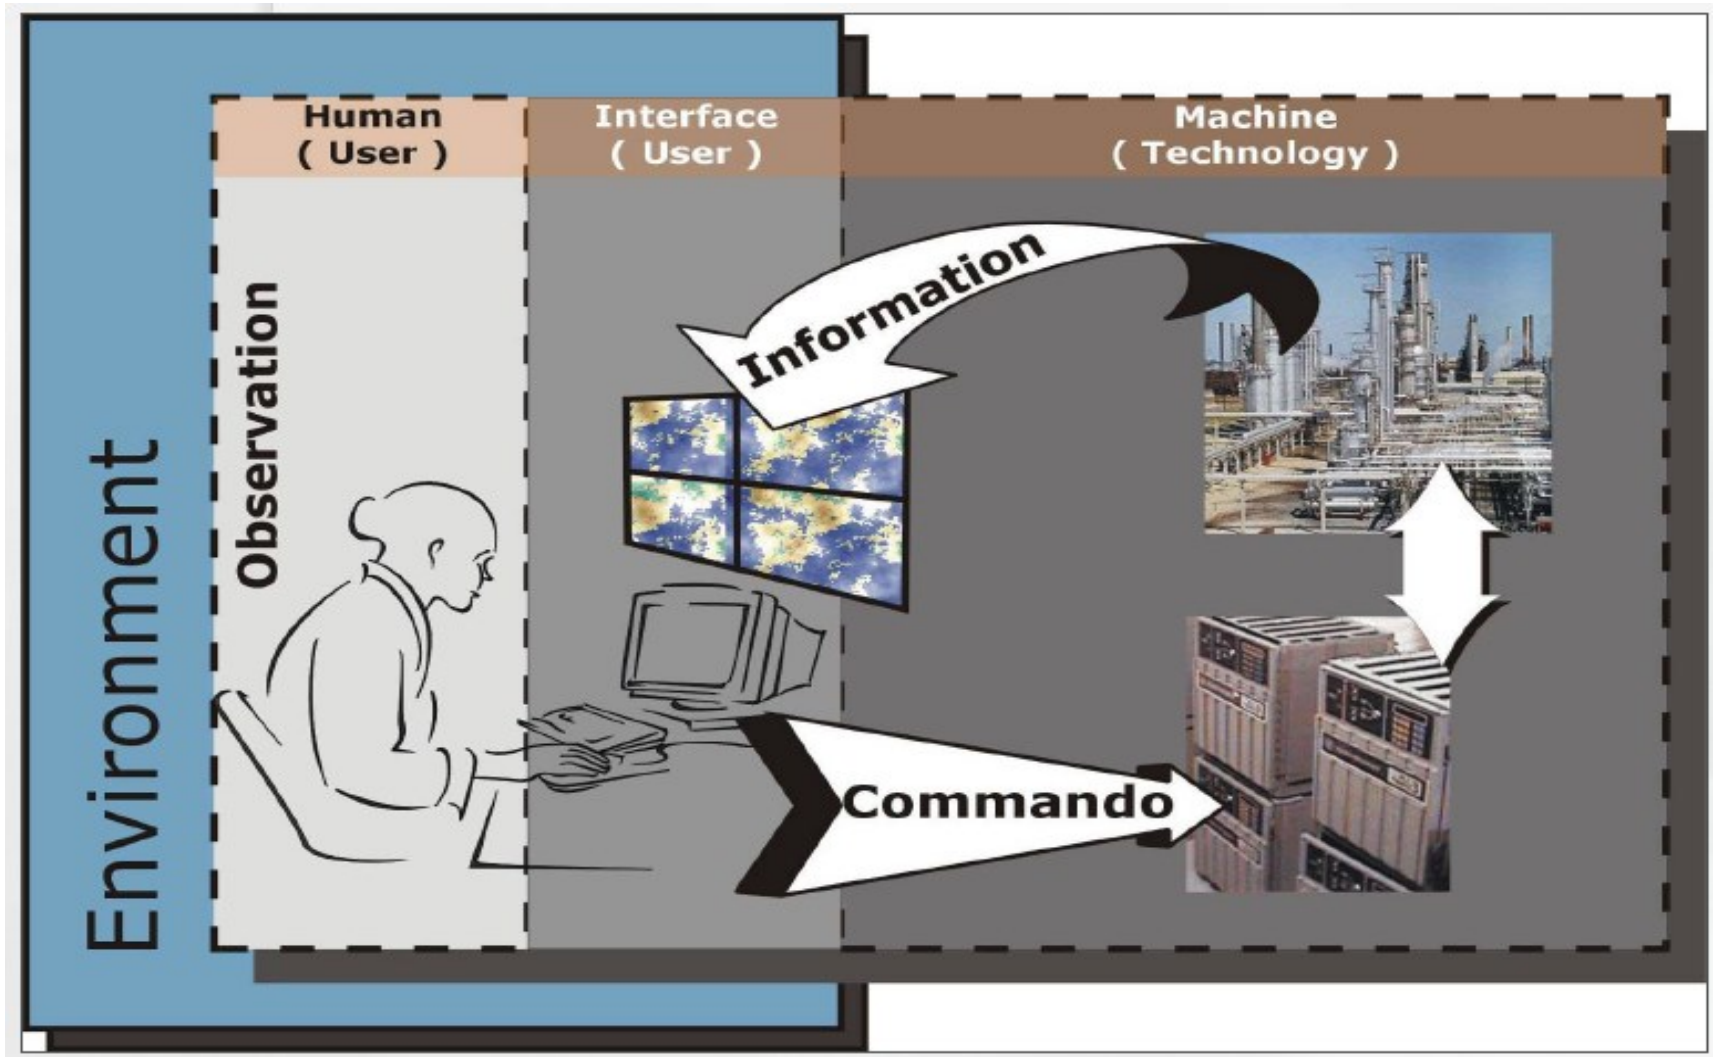 Human
( User )
Interface
( User )
Machine
( Technology )
Environment
Observation
Information
Commando